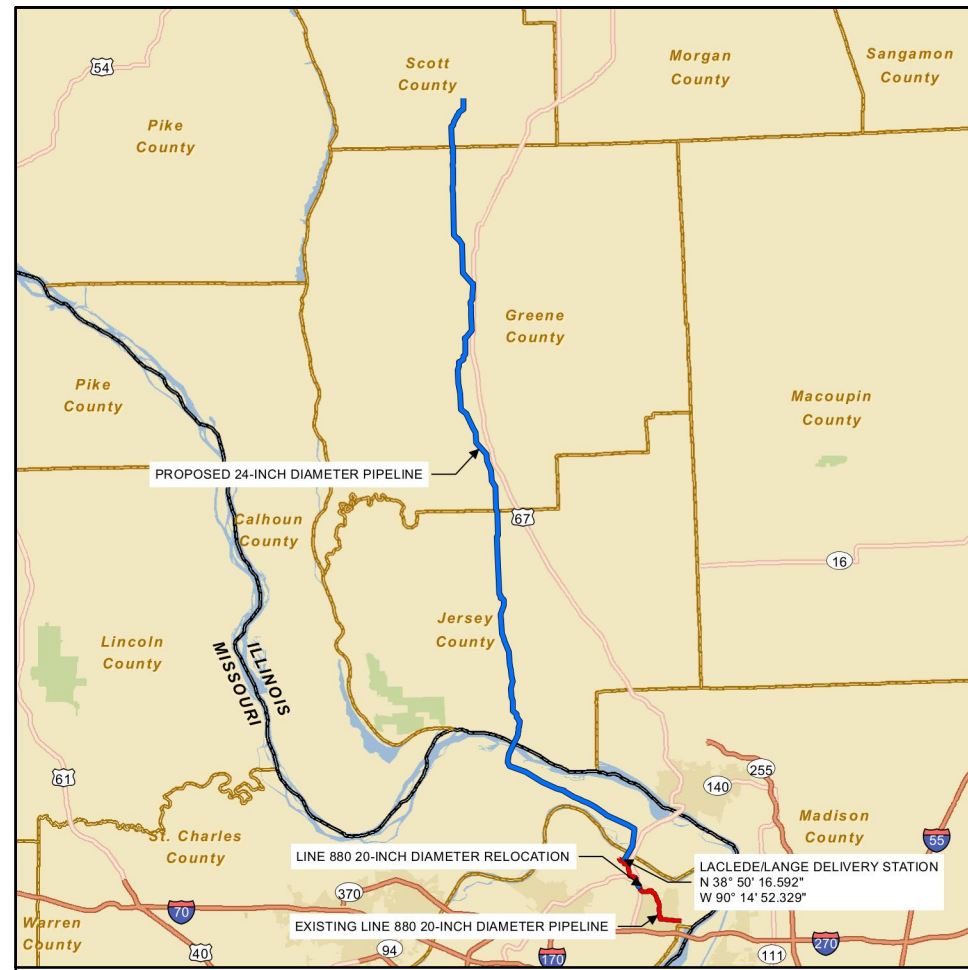 54
Scott
County
Morgan
County
Sangamon
County
Pike
County
Greene
County
Pike
County
Macoupin
County
PROPOSED 24-INCH DIAMETER PIPELINE
67
Calhoun
County
16
Jersey
County
Lincoln
County
ILLINOIS
MISSOURI
61
255
140
Madison
County
55
St. Charles
County
LINE 880 20-INCH DIAMETER RELOCATION
LACLEDE/LANGE DELIVERY STATION
N 38° 50' 16.592"
W 90° 14' 52.329"
370
70
EXISTING LINE 880 20-INCH DIAMETER PIPELINE
Warren
County
40
94
170
270
111